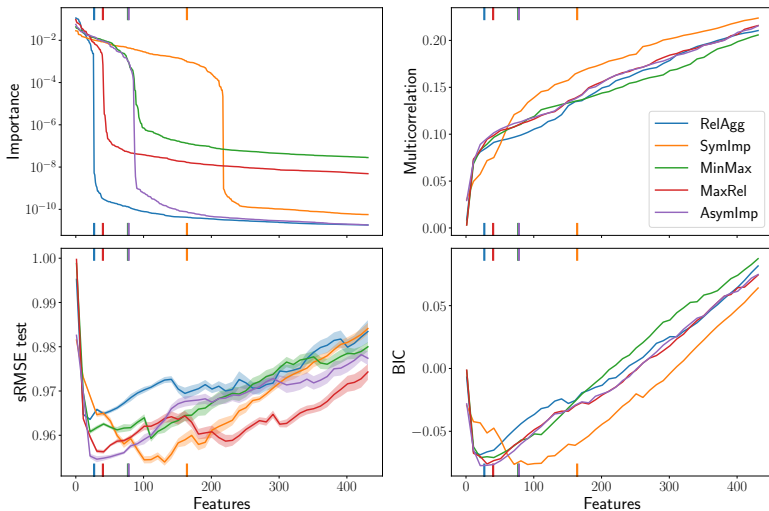 Importance
10⁻²
10⁻⁴
10⁻⁶
10⁻⁸
10⁻¹⁰
Multicorrelation
0.20
0.15
0.10
0.05
0.00
RelAgg
SymImp
MinMax
MaxRel
AsymImp
sRMSE test
1.00
0.99
0.98
0.97
0.96
0 100 200 300 400
Features
BIC
0.05
0.00
−0.05
0 100 200 300 400
Features